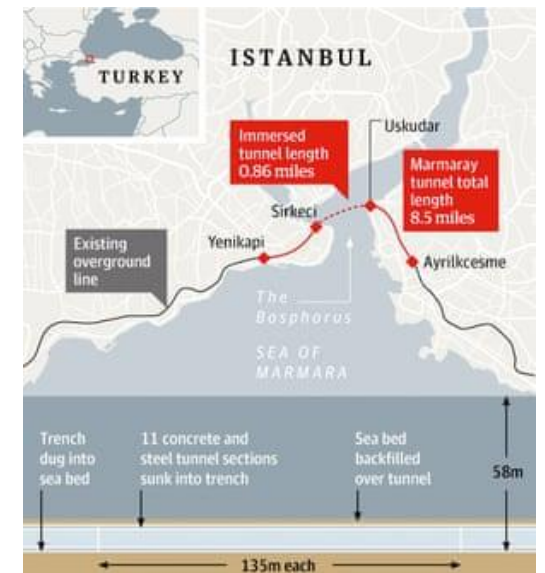 TURKEY
ISTANBUL
Immersed
tunnel length
0.86 miles
Uskudar
Marmaray
tunnel total
length
8.5 miles
Sirkeci
Yenikapi
Existing
overground
line
Ayrilkcesme
The
Bosphorus
SEA OF
MARMARA
Trench
dug into
sea bed
11 concrete and
steel tunnel sections
sunk into trench
Sea bed
backfilled
over tunnel
58m
135m each